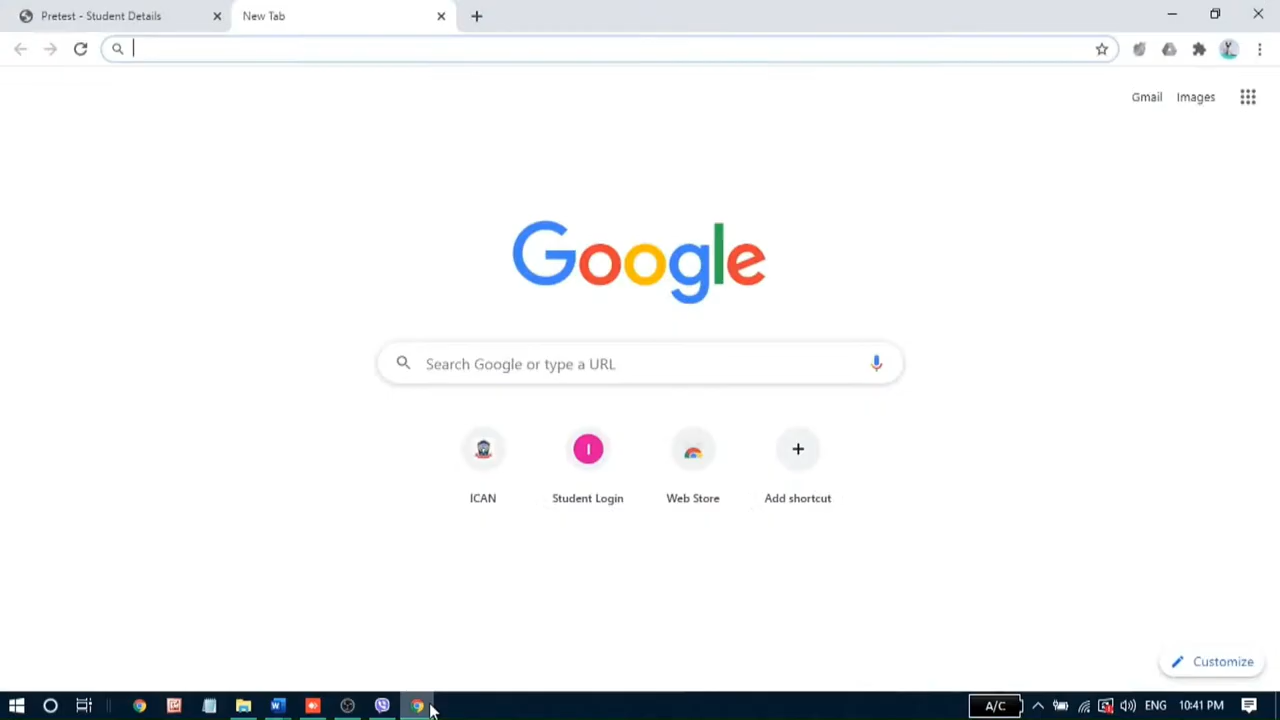 Pretest - Student Details
New Tab
Gmail Images
Google
Search Google or type a URL
I
ICAN Student Login Web Store Add shortcut
Customize
A/C ENG 10:41 PM